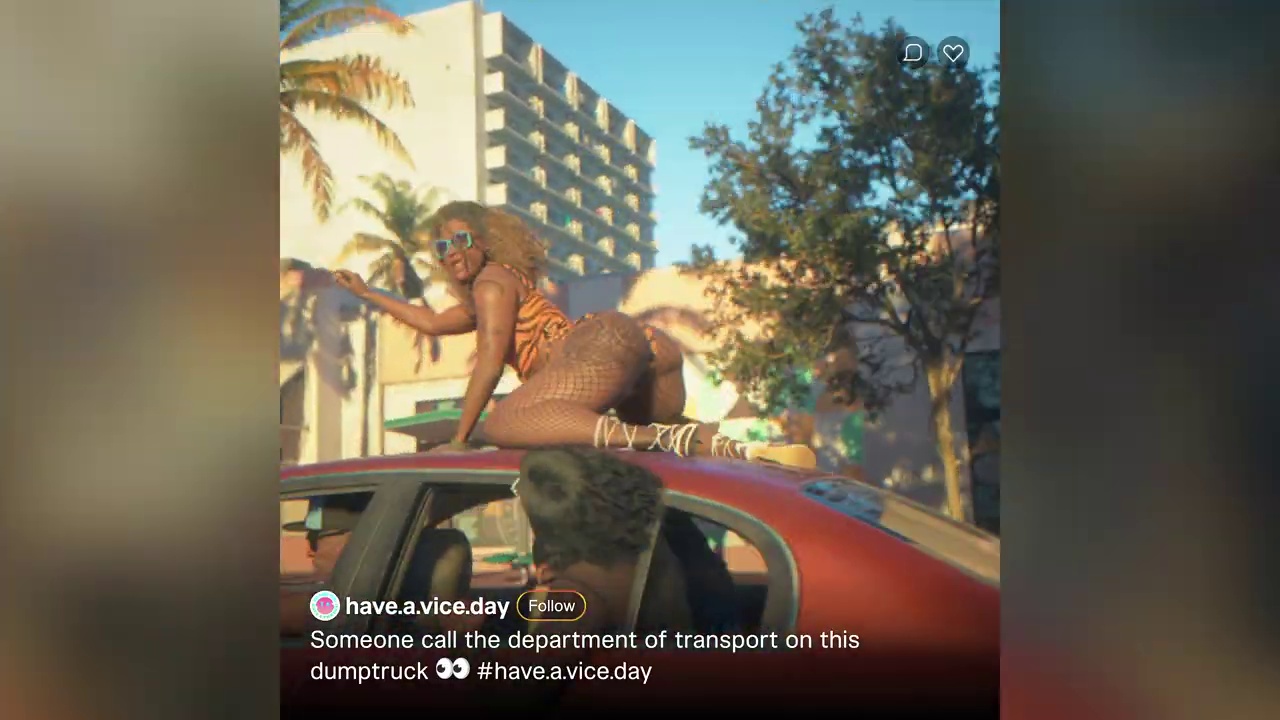 have.a.vice.day Follow
Someone call the department of transport on this
dumptruck 👀 #have.a.vice.day